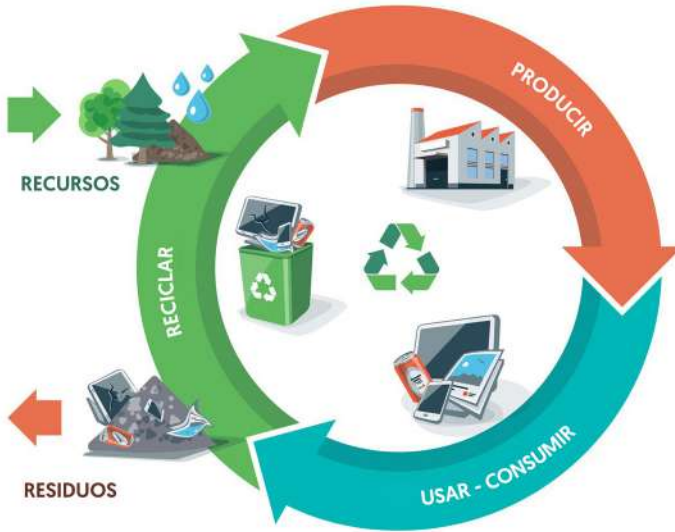 PRODUCIR
RECURSOS
RECICLAR
RESIDUOS
USAR - CONSUMIR